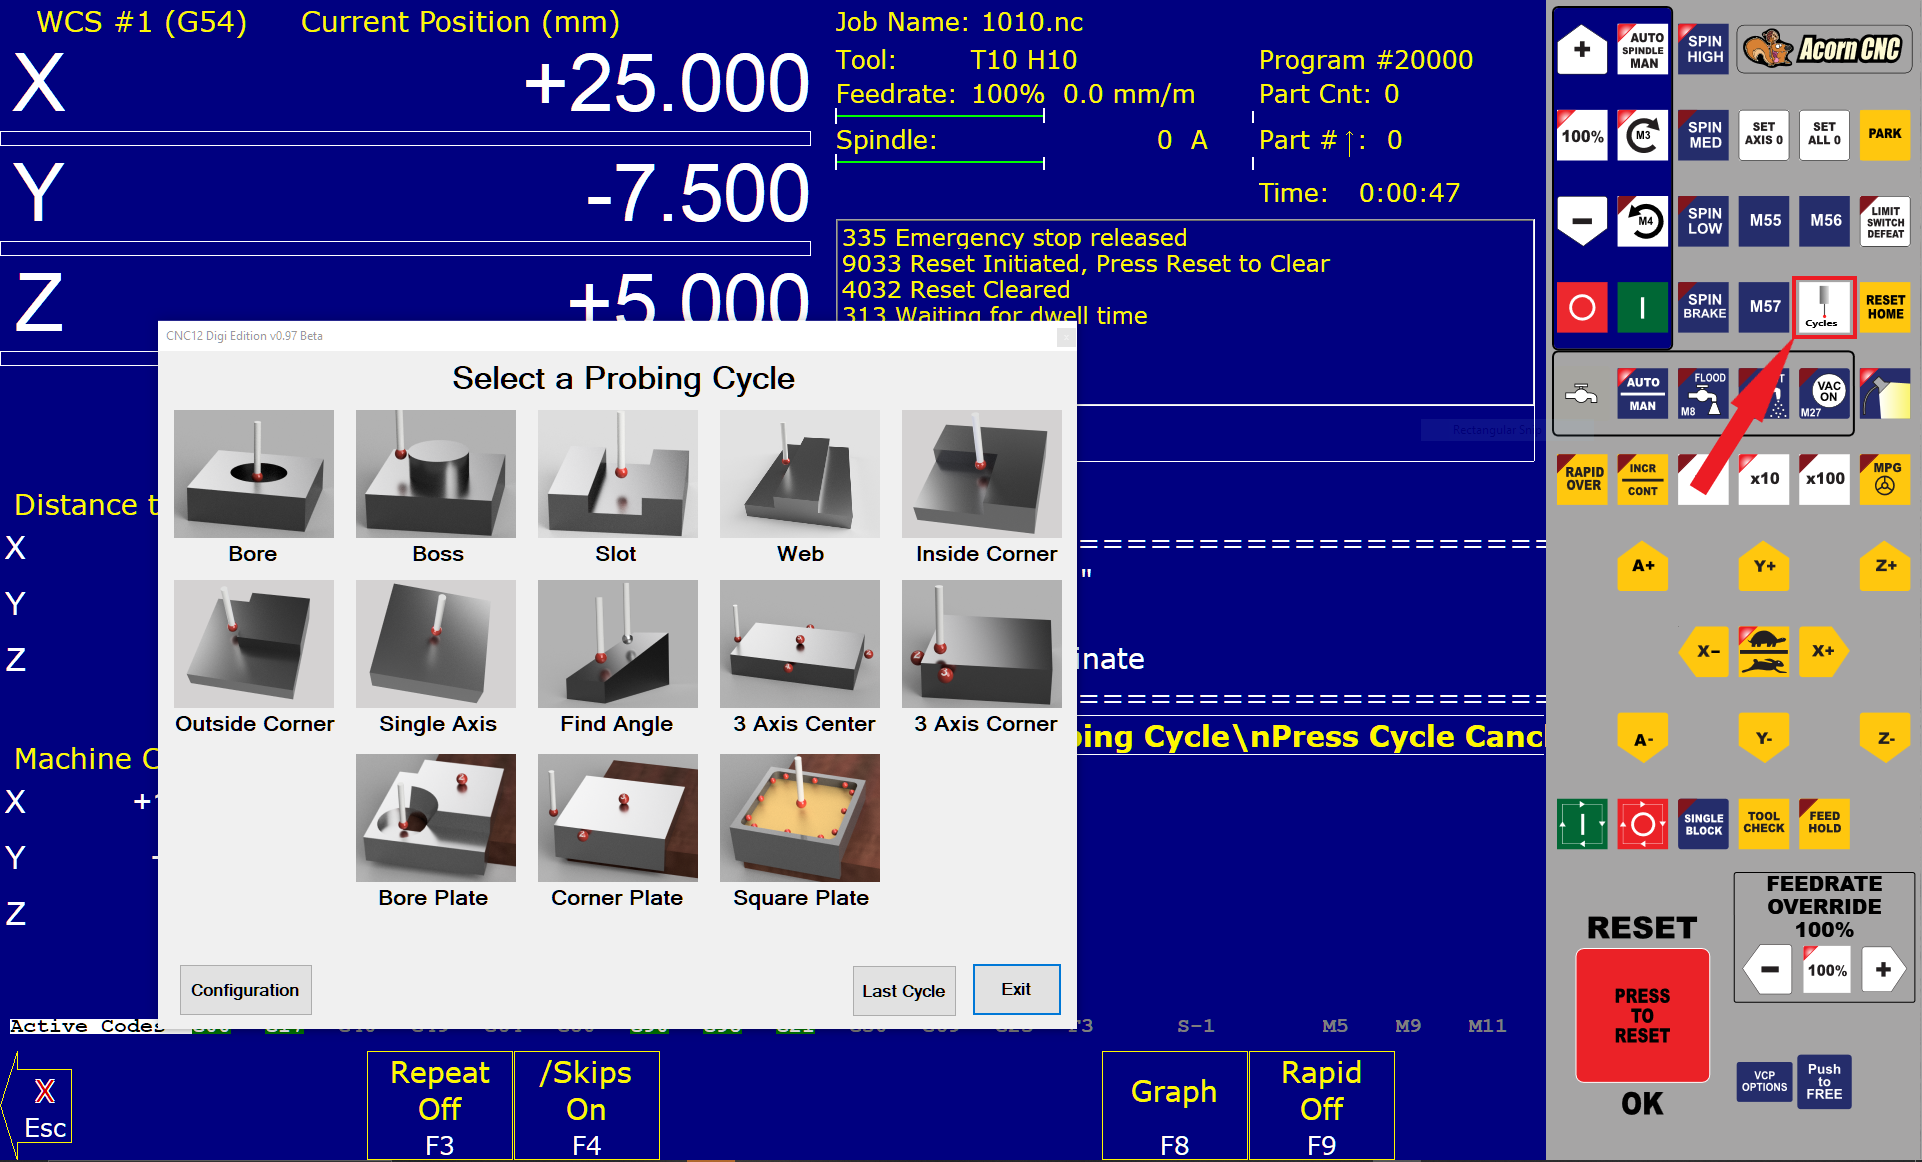 WCS #1 (G54) Current Position (mm)
X +25.000
Y -7.500
Z +5.000
Job Name: 1010.nc
Tool: T10 H10
Feedrate: 100% 0.0 mm/m
Spindle: 0 A
Program #20000
Part Cnt: 0
Part #↑: 0
Time: 0:00:47
335 Emergency stop released
9033 Reset Initiated, Press Reset to Clear
4032 Reset Cleared
313 Waiting for dwell time
Rectangular Snip
CNC12 Digi Edition v0.97 Beta
x
Select a Probing Cycle
Bore
Boss
Slot
Web
Inside Corner
Outside Corner
Single Axis
Find Angle
3 Axis Center
3 Axis Corner
Bore Plate
Corner Plate
Square Plate
Configuration
Last Cycle
Exit
Distance t
X
Y
Z
Machine C
X +
Y -
Z
====================
"
inate
====================
ing Cycle\nPress Cycle Canc
Active Codes
S-1 M5 M9 M11
X
Esc
Repeat
Off
F3
/Skips
On
F4
Graph
F8
Rapid
Off
F9
+
AUTO
SPINDLE
MAN
SPIN
HIGH
Acorn CNC
100%
M3
SPIN
MED
SET
AXIS 0
SET
ALL 0
PARK
−
M4
SPIN
LOW
M55
M56
LIMIT
SWITCH
DEFEAT
SPIN
BRAKE
M57
Cycles
RESET
HOME
AUTO
MAN
FLOOD
M8
VAC
ON
M27
RAPID
OVER
INCR
CONT
x10
x100
MPG
A+
Y+
Z+
X−
X+
A-
Y-
Z-
SINGLE
BLOCK
TOOL
CHECK
FEED
HOLD
FEEDRATE
OVERRIDE
100%
−
100%
+
RESET
PRESS
TO
RESET
OK
VCP
OPTIONS
Push
to
FREE